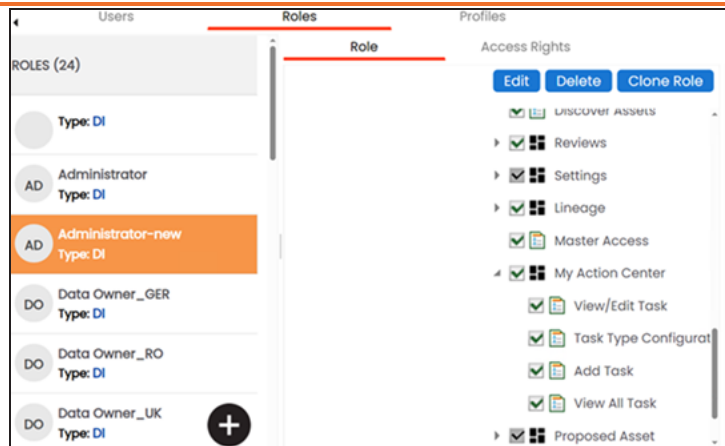 Users Roles Profiles
Role Access Rights
ROLES (24)
Edit Delete Clone Role
Type: DI
AD Administrator
Type: DI
AD Administrator-new
Type: DI
DO Data Owner_GER
Type: DI
DO Data Owner_RO
Type: DI
DO Data Owner_UK
Type: DI
Discover Assets
Reviews
Settings
Lineage
Master Access
My Action Center
View/Edit Task
Task Type Configurat
Add Task
View All Task
Proposed Asset